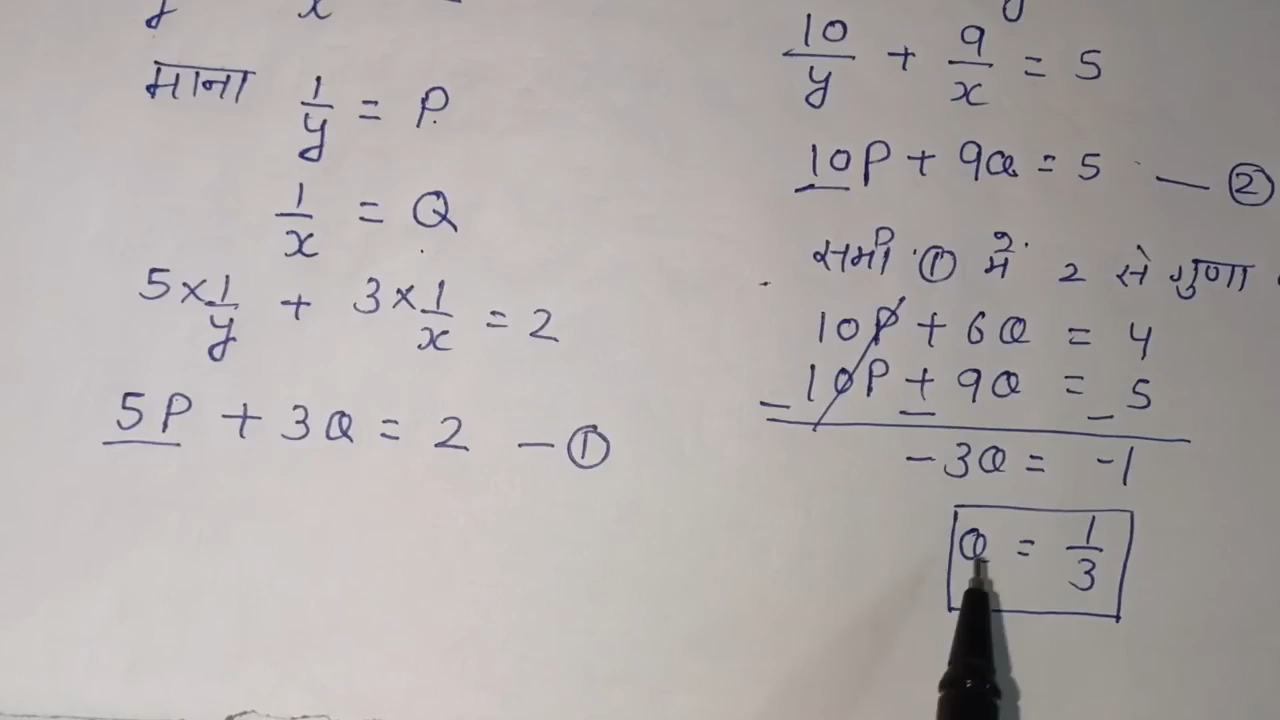 y x
माना 1/y = P
1/x = Q
5×1/y + 3×1/x = 2
5P + 3Q = 2 — ①
10/y + 9/x = 5
10P + 9Q = 5 — ②
समी ① में 2 से गुणा
10P + 6Q = 4
10P + 9Q = 5
− − −
-3Q = -1
Q = 1/3